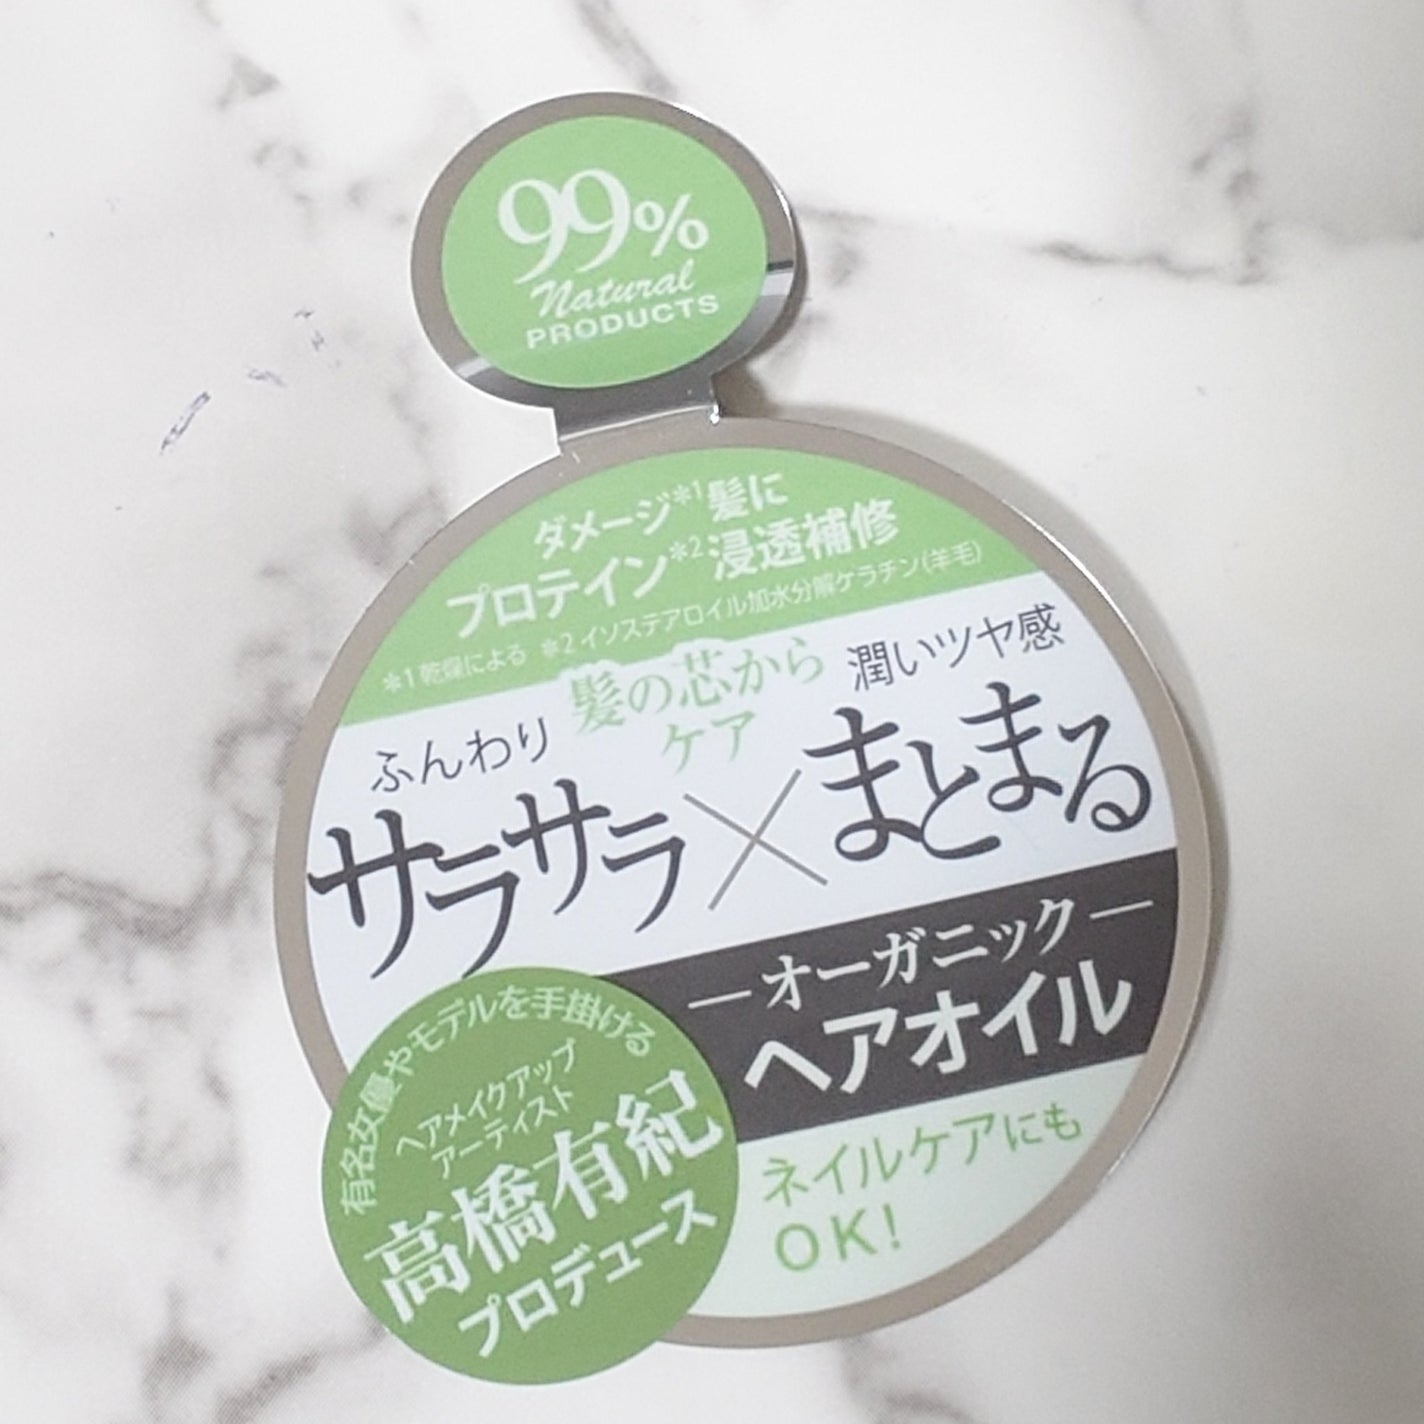 99%
Natural
PRODUCTS
ダメージ*1髪に
プロテイン*2浸透補修
*1 乾燥による *2 イソステアロイル加水分解ケラチン(羊毛)
髪の芯から
ケア
ふんわり
サラサラ
×
潤いツヤ感
まとまる
―オーガニック―
ヘアオイル
有名女優やモデルを手掛ける
ヘアメイクアップ
アーティスト
高橋有紀
プロデュース
ネイルケアにも
OK!